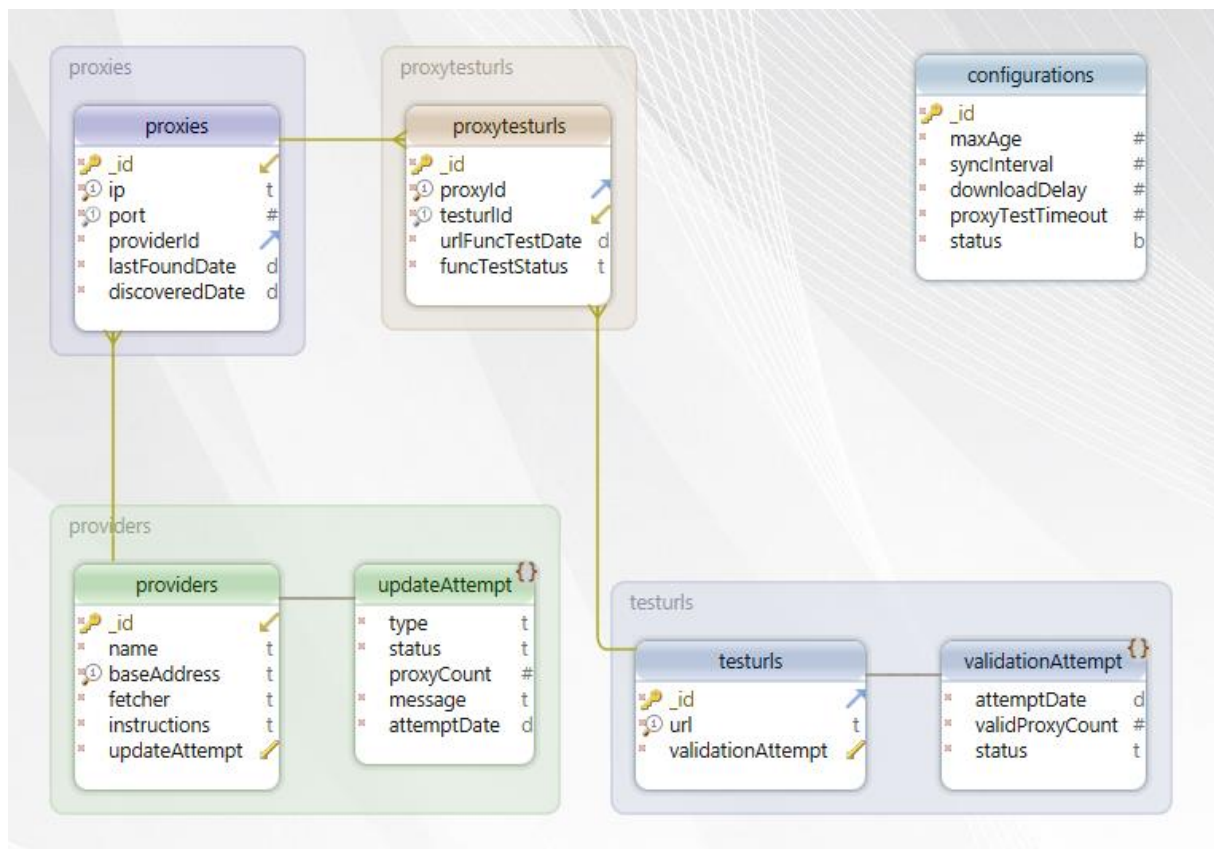 proxies
proxies
_id
ip t
port #
providerId
lastFoundDate d
discoveredDate d
proxytesturls
proxytesturls
_id
proxyId
testurlId
urlFuncTestDate d
funcTestStatus t
configurations
_id
maxAge #
syncInterval #
downloadDelay #
proxyTestTimeout #
status b
providers
providers
_id
name t
baseAddress t
fetcher t
instructions t
updateAttempt
updateAttempt {}
type t
status t
proxyCount #
message t
attemptDate d
testurls
testurls
_id
url t
validationAttempt
validationAttempt {}
attemptDate d
validProxyCount #
status t